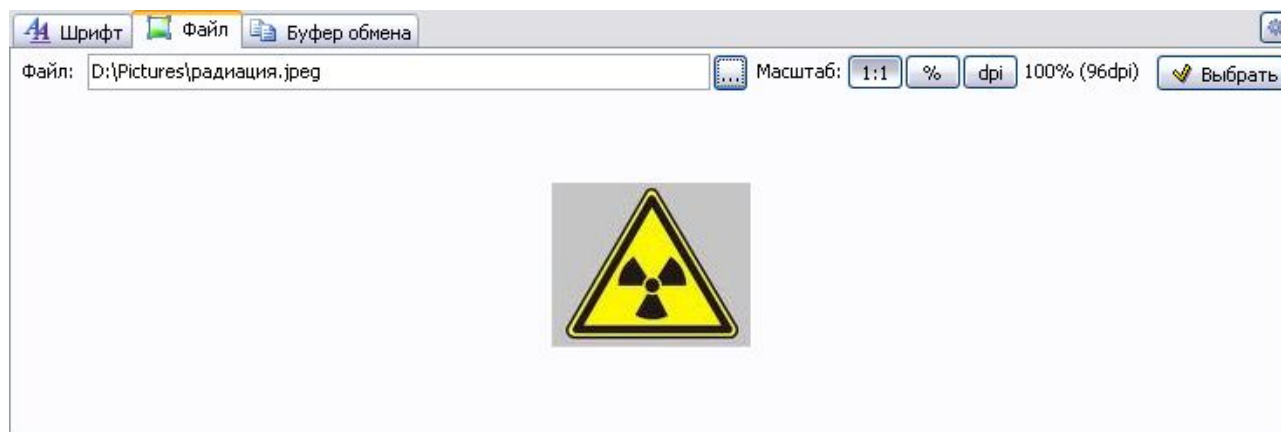 Шрифт Файл Буфер обмена
Файл: D:\Pictures\радиация.jpeg ... Масштаб: 1:1 % dpi 100% (96dpi) Выбрать